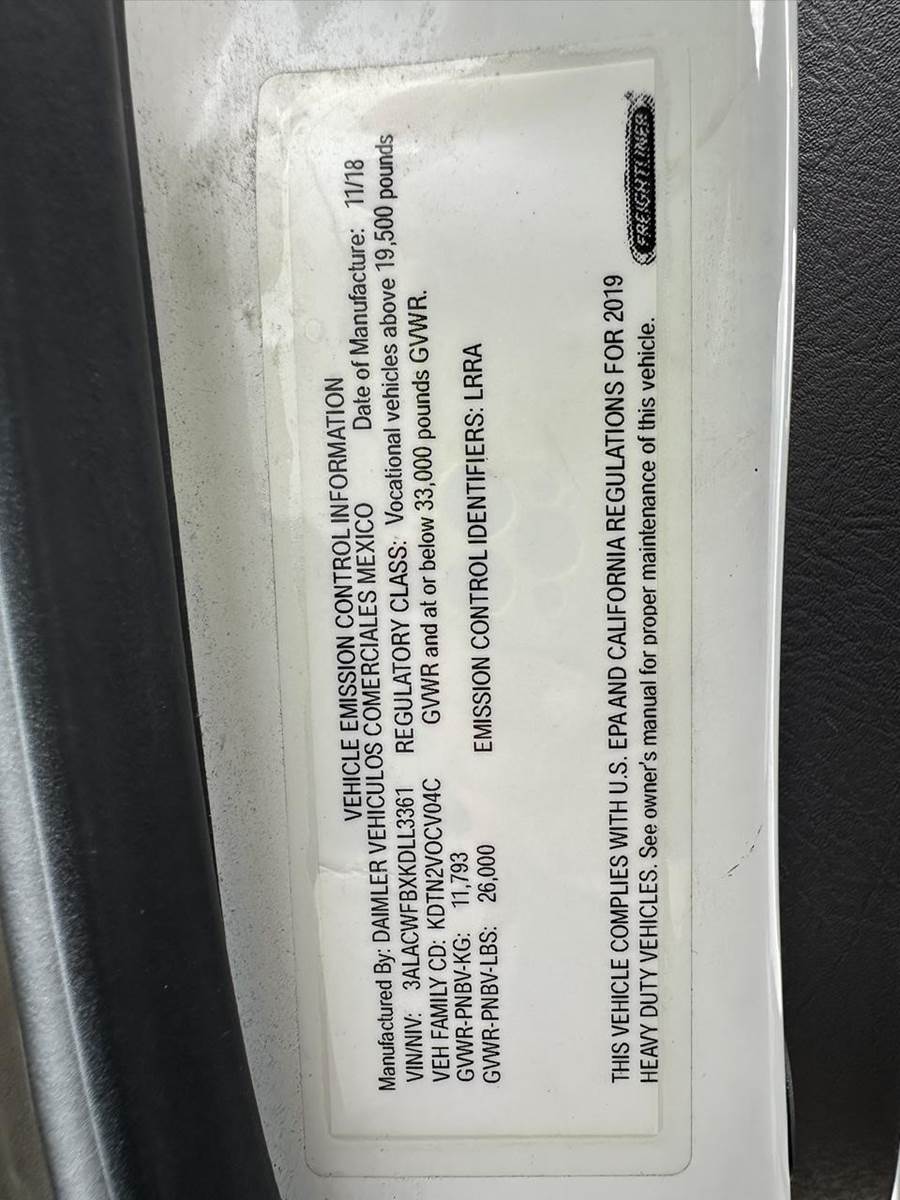 VEHICLE EMISSION CONTROL INFORMATION
Manufactured By: DAIMLER VEHICULOS COMERCIALES MEXICO Date of Manufacture: 11/18
VIN/NIV: 3ALACWFBXKDLL3361 REGULATORY CLASS: Vocational vehicles above 19,500 pounds
VEH FAMILY CD: KDTN2VOCV04C GVWR and at or below 33,000 pounds GVWR.
GVWR-PNBV-KG: 11,793
GVWR-PNBV-LBS: 26,000 EMISSION CONTROL IDENTIFIERS: LRRA
THIS VEHICLE COMPLIES WITH U.S. EPA AND CALIFORNIA REGULATIONS FOR 2019
HEAVY DUTY VEHICLES. See owner's manual for proper maintenance of this vehicle.
FREIGHTLINER